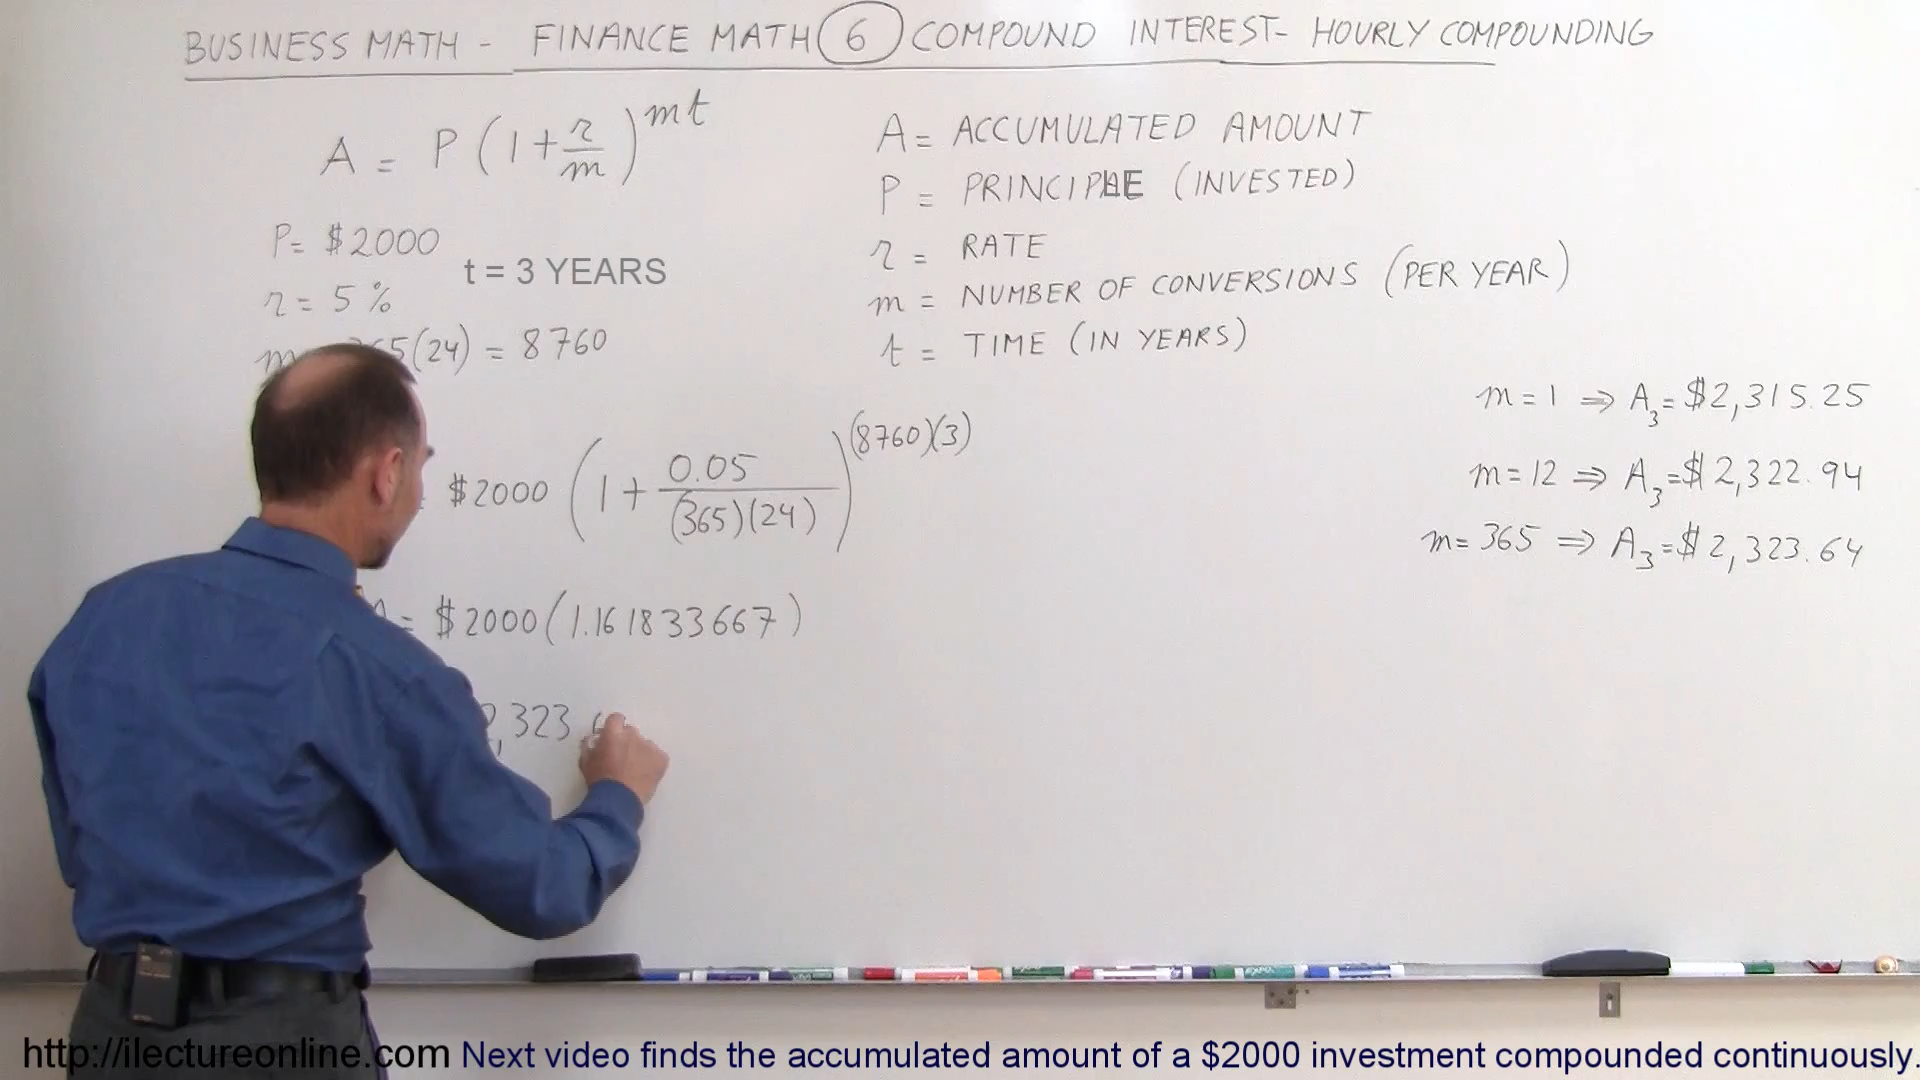 BUSINESS MATH - FINANCE MATH 6 COMPOUND INTEREST- HOURLY COMPOUNDING
A = P(1+r/m)^mt
A = ACCUMULATED AMOUNT
P = PRINCIPLE (INVESTED)
r = RATE
m = NUMBER OF CONVERSIONS (PER YEAR)
t = TIME (IN YEARS)
P= $2000
t = 3 YEARS
r = 5%
m 365(24) = 8760
m=1 ⇒ A₃=$2,315.25
m=12 ⇒ A₃=$2,322.94
m=365 ⇒ A₃=$2,323.64
= $2000 (1+ 0.05/(365)(24))^(8760)(3)
A = $2000(1.161833667)
2,323.6
http://ilectureonline.com Next video finds the accumulated amount of a $2000 investment compounded continuously.